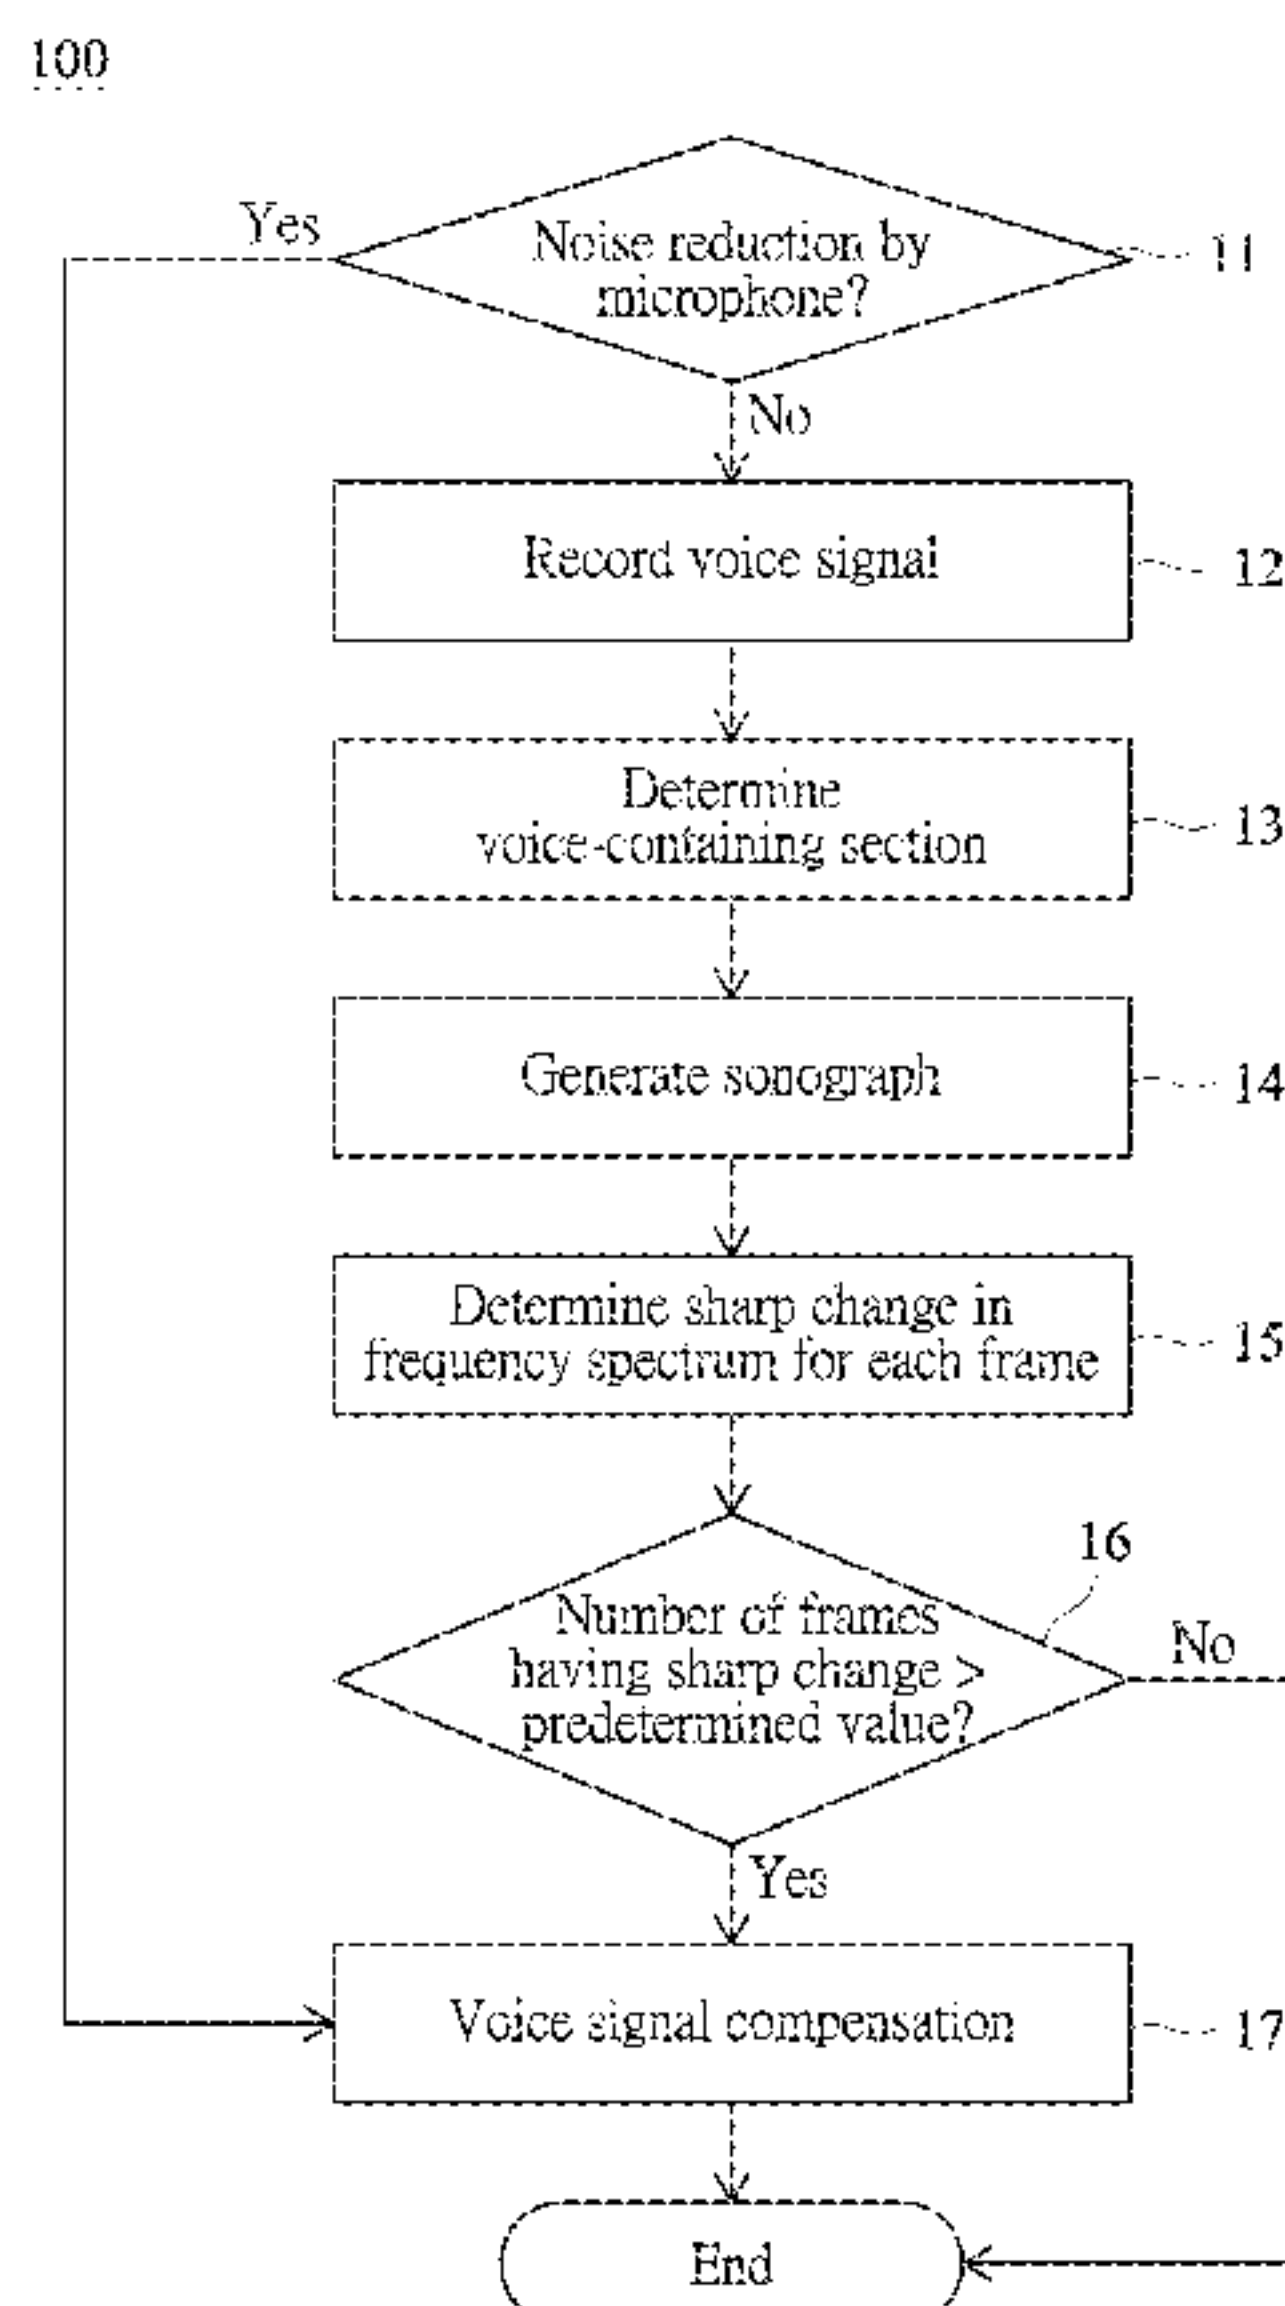 100
Yes
Noise reduction by
microphone?
11
No
Record voice signal
12
Determine
voice-containing section
13
Generate sonograph
14
Determine sharp change in
frequency spectrum for each frame
15
16
Number of frames
having sharp change >
predetermined value?
No
Yes
Voice signal compensation
17
End